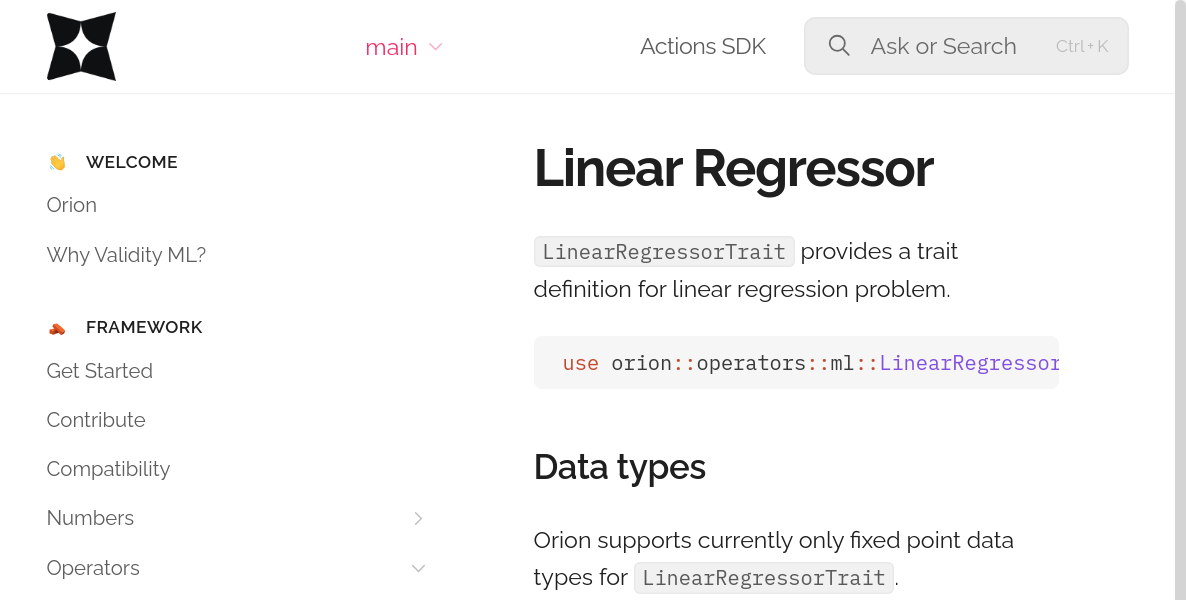 main
Actions SDK
Ask or Search
Ctrl+K
WELCOME
Orion
Why Validity ML?
FRAMEWORK
Get Started
Contribute
Compatibility
Numbers
Operators
Linear Regressor
LinearRegressorTrait provides a trait
definition for linear regression problem.
use orion::operators::ml::LinearRegressor
Data types
Orion supports currently only fixed point data
types for LinearRegressorTrait.